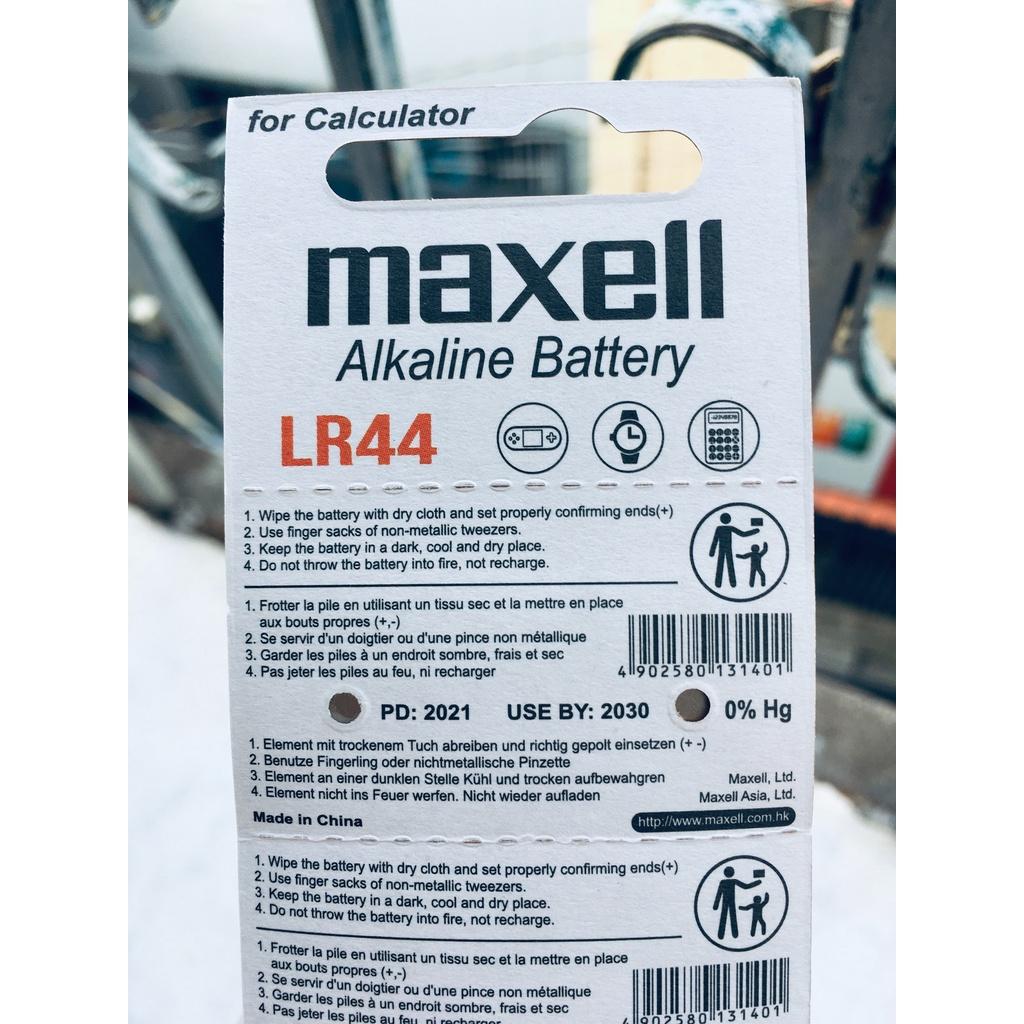 for Calculator
maxell
Alkaline Battery
LR44
1. Wipe the battery with dry cloth and set properly confirming ends(+)
2. Use finger sacks of non-metallic tweezers.
3. Keep the battery in a dark, cool and dry place.
4. Do not throw the battery into fire, not recharge.
1. Frotter la pile en utilisant un tissu sec et la mettre en place
aux bouts propres (+,-)
2. Se servir d'un doigtier ou d'une pince non métallique
3. Garder les piles à un endroit sombre, frais et sec
4. Pas jeter les piles au feu, ni recharger
4 902580 131401
PD: 2021 USE BY: 2030 0% Hg
1. Element mit trockenem Tuch abreiben und richtig gepolt einsetzen (+ -)
2. Benutze Fingerling oder nichtmetallische Pinzette
3. Element an einer dunklen Stelle Kühl und trocken aufbewahgren
4. Element nicht ins Feuer werfen. Nicht wieder aufladen
Maxell, Ltd.
Maxell Asia, Ltd.
Made in China
http://www.maxell.com.hk
1. Wipe the battery with dry cloth and set properly confirming ends(+)
2. Use finger sacks of non-metallic tweezers.
3. Keep the battery in a dark, cool and dry place.
4. Do not throw the battery into fire, not recharge.
1. Frotter la pile en utilisant un tissu sec et la mettre en place
aux bouts propres (+,-)
2. Se servir d'un doigtier ou d'une pince non métallique
3. Garder les piles à un endroit sombre, frais et sec
4. Pas jeter les piles au feu, ni recharger
4 902580 131401